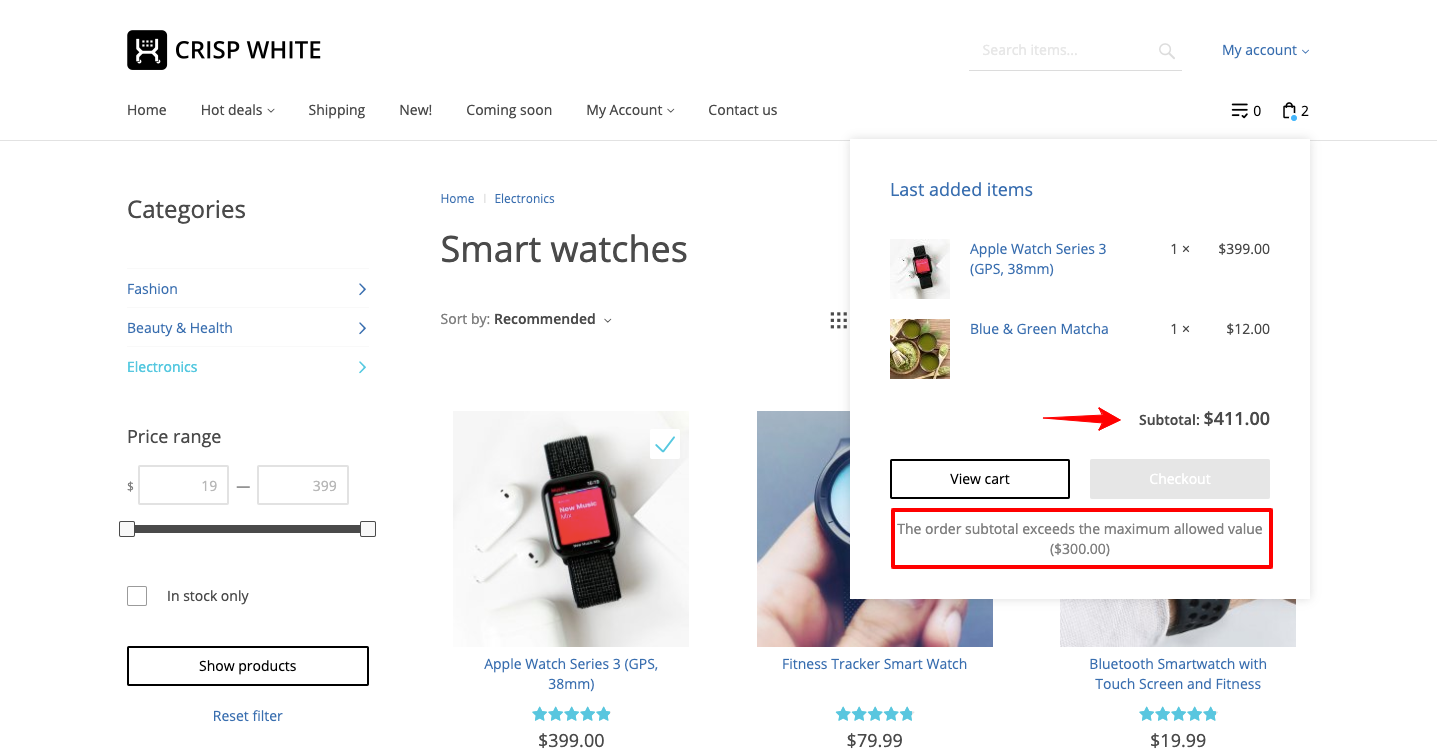 CRISP WHITE
Search items...
My account
Home
Hot deals
Shipping
New!
Coming soon
My Account
Contact us
0
2
Categories
Fashion
Beauty & Health
Electronics
Price range
$ 19 — 399
In stock only
Show products
Reset filter
Home | Electronics
Smart watches
Sort by: Recommended
Last added items
Apple Watch Series 3 1 × $399.00
(GPS, 38mm)
Blue & Green Matcha 1 × $12.00
Subtotal: $411.00
View cart
Checkout
The order subtotal exceeds the maximum allowed value
($300.00)
New Music
Mix
Apple Watch Series 3 (GPS,
38mm)
$399.00
Fitness Tracker Smart Watch
$79.99
Bluetooth Smartwatch with
Touch Screen and Fitness
$19.99